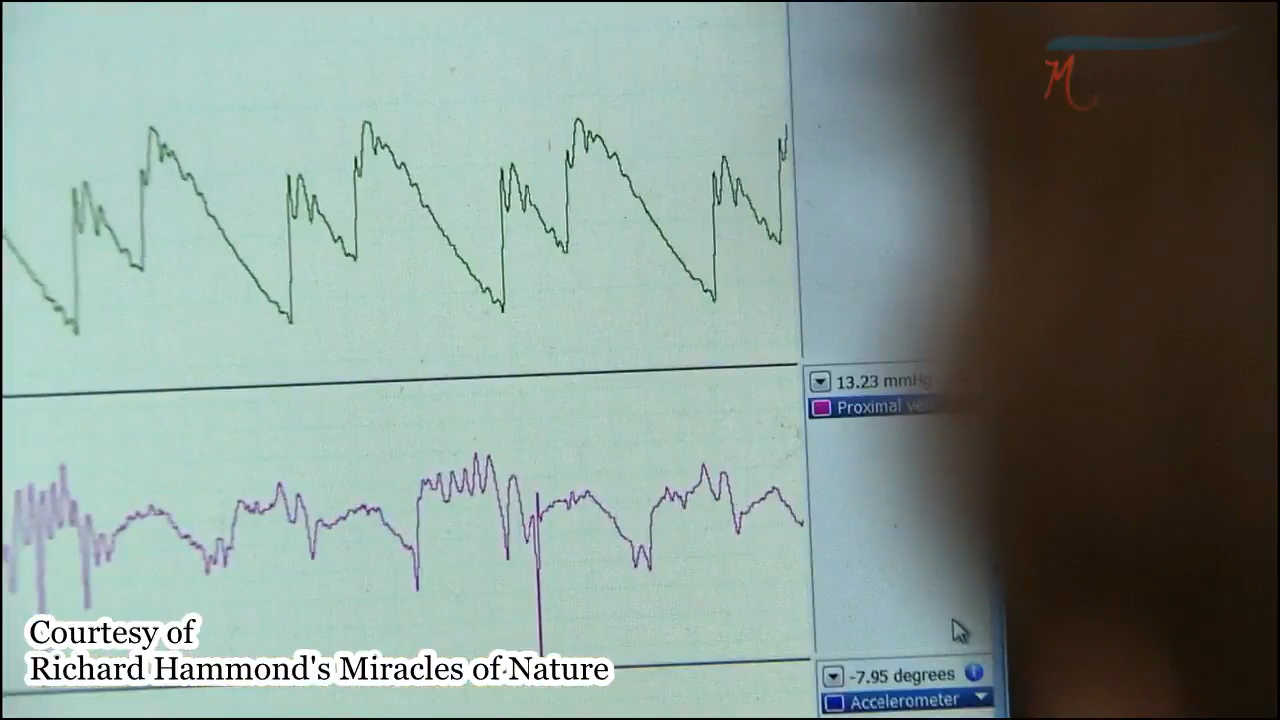 13.23 mmHg
Proximal
-7.95 degrees
Accelerometer
Courtesy of
Richard Hammond's Miracles of Nature